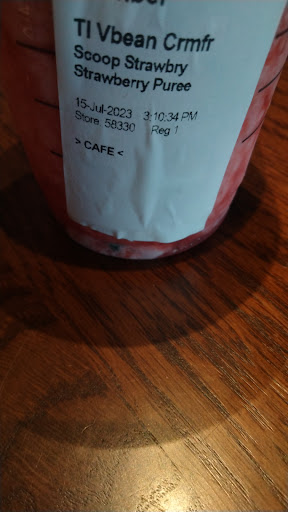 Tl Vbean Crmfr
Scoop Strawbry
Strawberry Puree
15-Jul-2023 3:10:34 PM
Store: 58330 Reg 1
> CAFE <